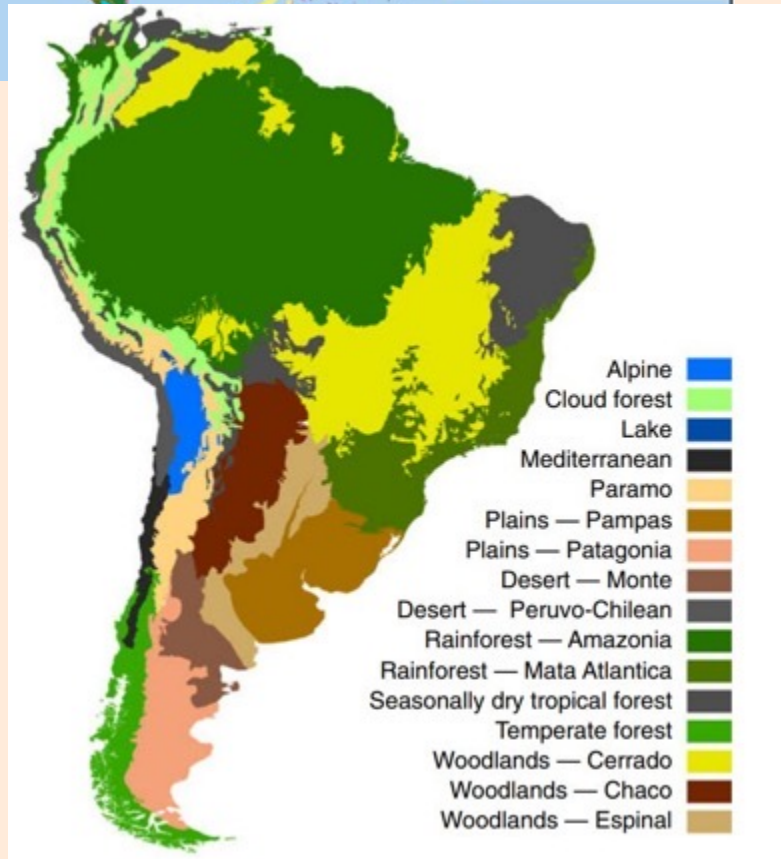 Alpine
Cloud forest
Lake
Mediterranean
Paramo
Plains — Pampas
Plains — Patagonia
Desert — Monte
Desert — Peruvo-Chilean
Rainforest — Amazonia
Rainforest — Mata Atlantica
Seasonally dry tropical forest
Temperate forest
Woodlands — Cerrado
Woodlands — Chaco
Woodlands — Espinal